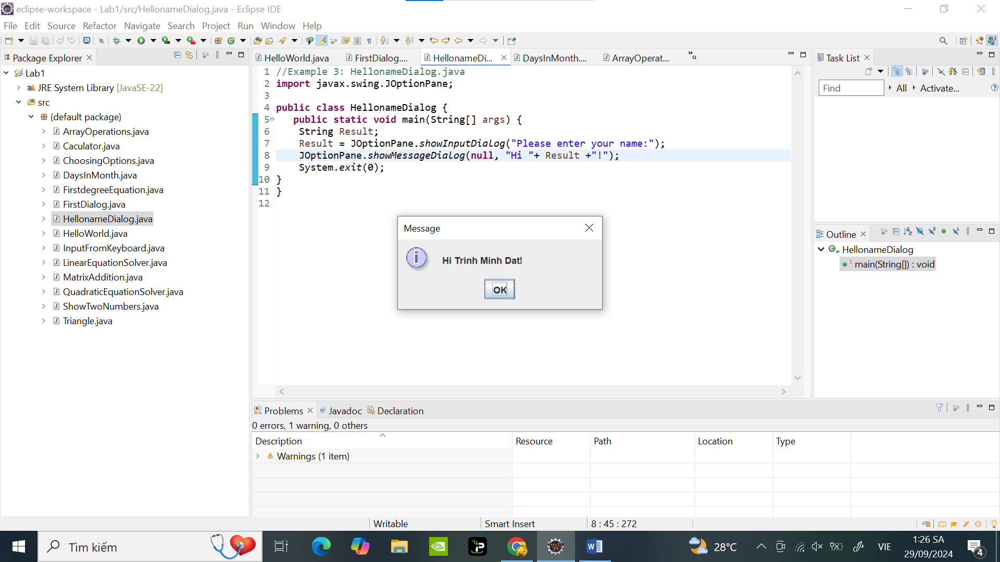 eclipse-workspace - Lab1/src/HellonameDialog.java - Eclipse IDE
File Edit Source Refactor Navigate Search Project Run Window Help
Package Explorer
Lab1
JRE System Library [JavaSE-22]
src
(default package)
ArrayOperations.java
Caculator.java
ChoosingOptions.java
DaysInMonth.java
FirstdegreeEquation.java
FirstDialog.java
HellonameDialog.java
HelloWorld.java
InputFromKeyboard.java
LinearEquationSolver.java
MatrixAddition.java
QuadraticEquationSolver.java
ShowTwoNumbers.java
Triangle.java
HelloWorld.java FirstDialog.... HellonameDi... DaysInMonth.... ArrayOperat...
1 //Example 3: HellonameDialog.java
2 import javax.swing.JOptionPane;
3
4 public class HellonameDialog {
5 public static void main(String[] args) {
6 String Result;
7 Result = JOptionPane.showInputDialog("Please enter your name:");
8 JOptionPane.showMessageDialog(null, "Hi "+ Result +"!");
9 System.exit(0);
10 }
11 }
12
Message
Hi Trinh Minh Dat!
OK
Task List
Find All Activate...
Outline
HellonameDialog
main(String[]) : void
Problems Javadoc Declaration
0 errors, 1 warning, 0 others
Description Resource Path Location Type
Warnings (1 item)
Writable Smart Insert 8 : 45 : 272
Tìm kiếm
28°C
VIE
1:26 SA
29/09/2024
4